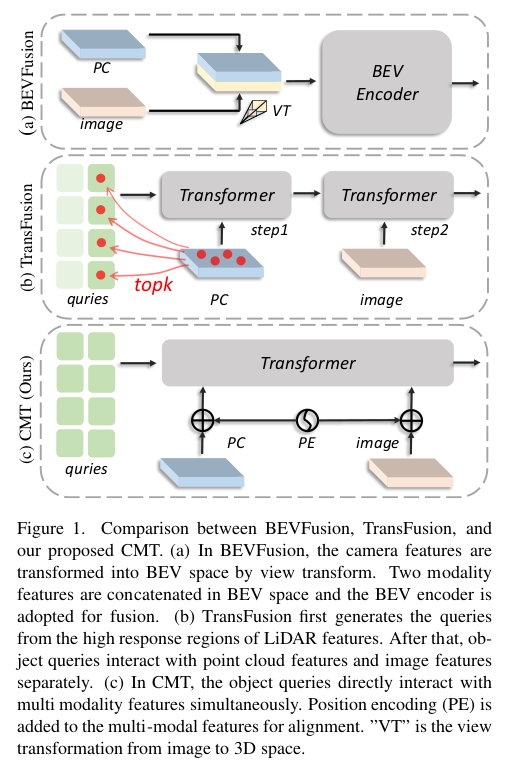 (a) BEVFusion
PC
image
VT
BEV
Encoder
(b) TransFusion
quries
topk
Transformer
step1
PC
Transformer
step2
image
(c) CMT (Ours)
quries
Transformer
PC
PE
image
Figure 1. Comparison between BEVFusion, TransFusion, and
our proposed CMT. (a) In BEVFusion, the camera features are
transformed into BEV space by view transform. Two modality
features are concatenated in BEV space and the BEV encoder is
adopted for fusion. (b) TransFusion first generates the queries
from the high response regions of LiDAR features. After that, ob-
ject queries interact with point cloud features and image features
separately. (c) In CMT, the object queries directly interact with
multi modality features simultaneously. Position encoding (PE) is
added to the multi-modal features for alignment. ”VT” is the view
transformation from image to 3D space.